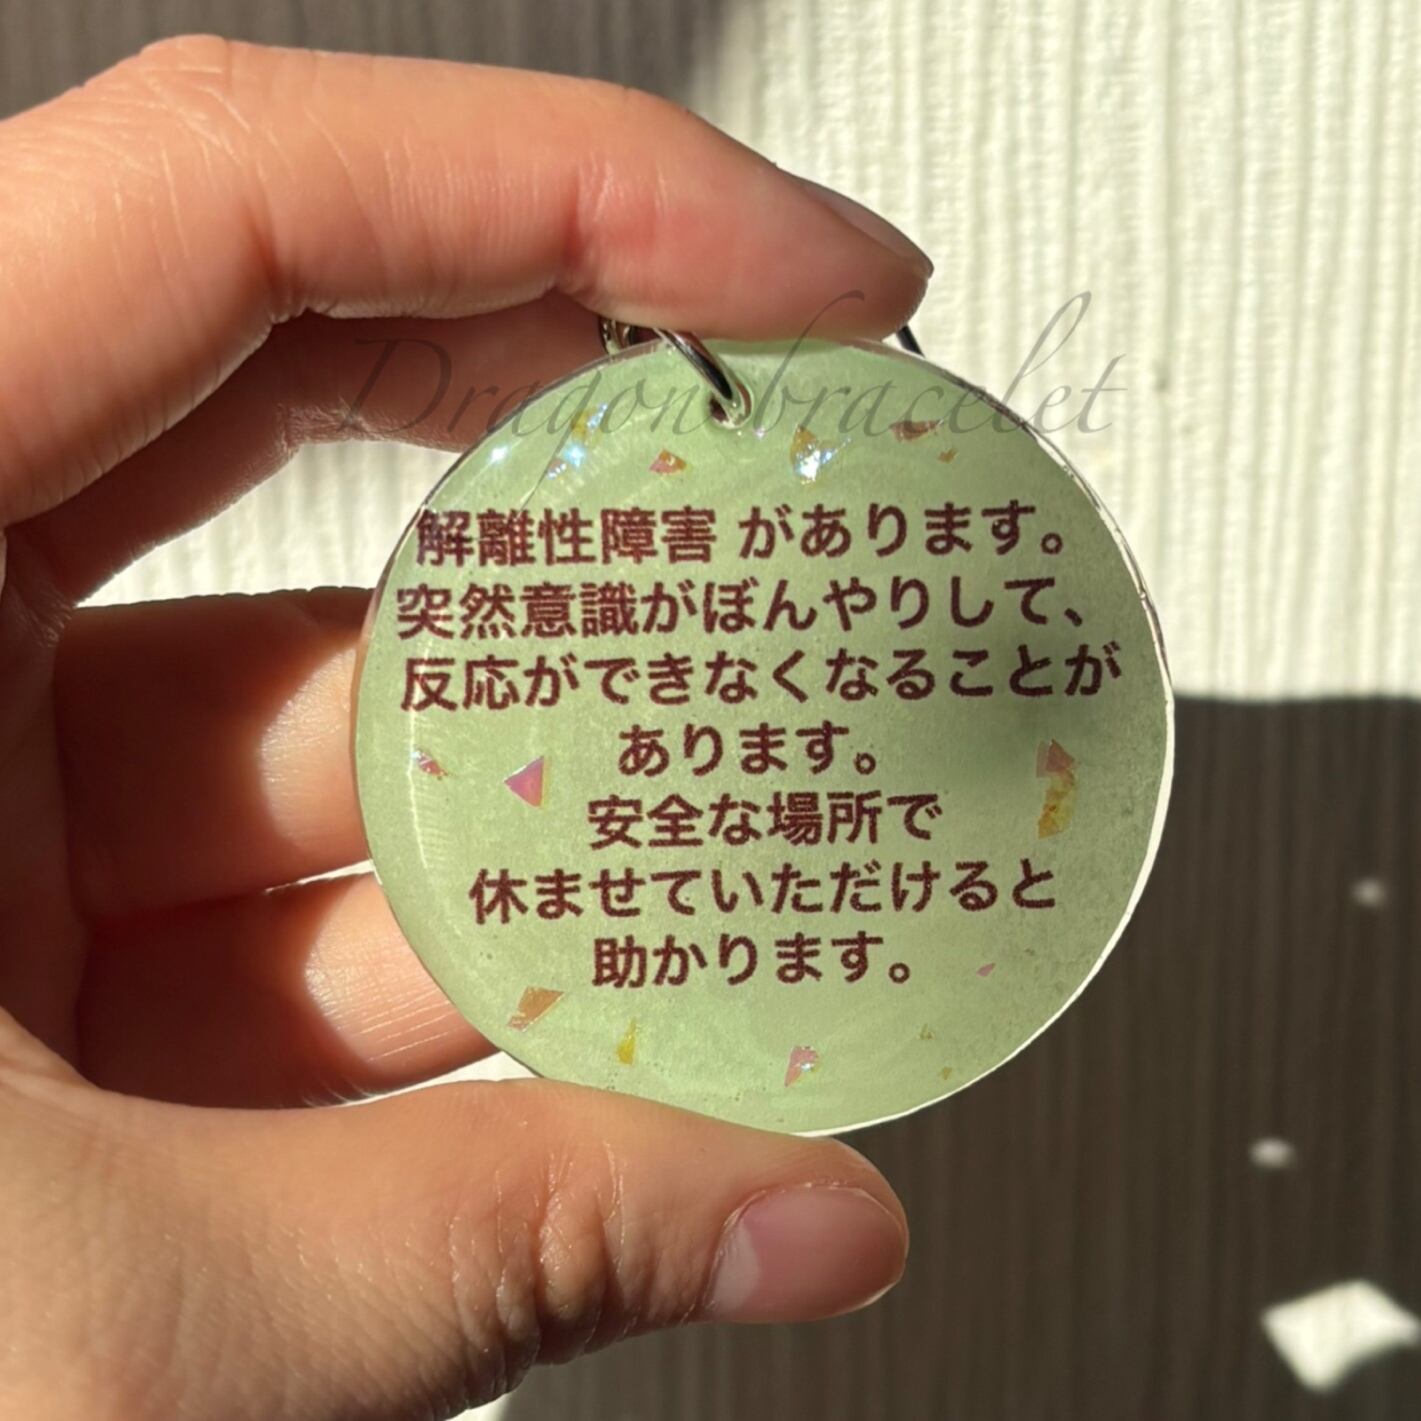 Dragon bracelet
解離性障害 があります。
突然意識がぼんやりして、
反応ができなくなることが
あります。
安全な場所で
休ませていただけると
助かります。